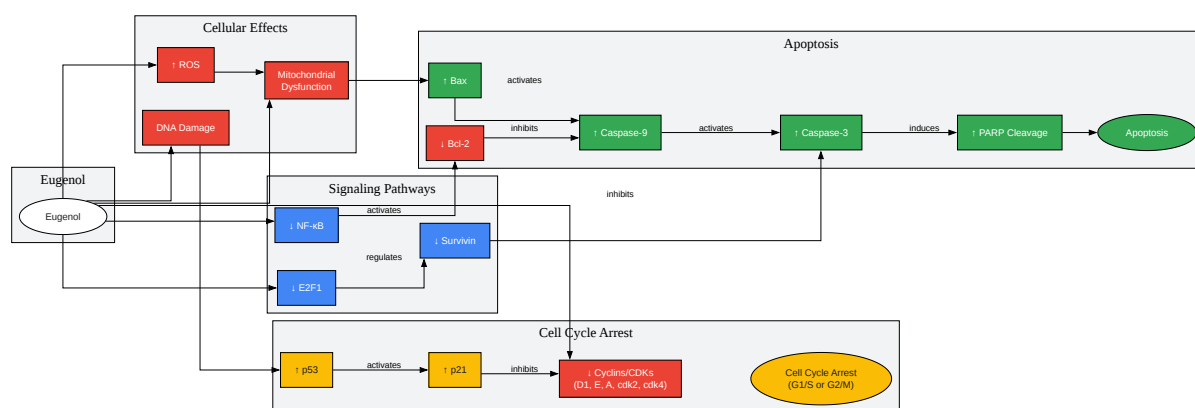 Cellular Effects
↑ ROS
Mitochondrial
Dysfunction
DNA Damage
Apoptosis
↑ Bax
activates
↓ Bcl-2
inhibits
↑ Caspase-9
activates
↑ Caspase-3
induces
↑ PARP Cleavage
Apoptosis
Eugenol
Eugenol
Signaling Pathways
↓ NF-κB
activates
↓ Survivin
inhibits
regulates
↓ E2F1
Cell Cycle Arrest
↑ p53
activates
↑ p21
inhibits
↓ Cyclins/CDKs
(D1, E, A, cdk2, cdk4)
Cell Cycle Arrest
(G1/S or G2/M)